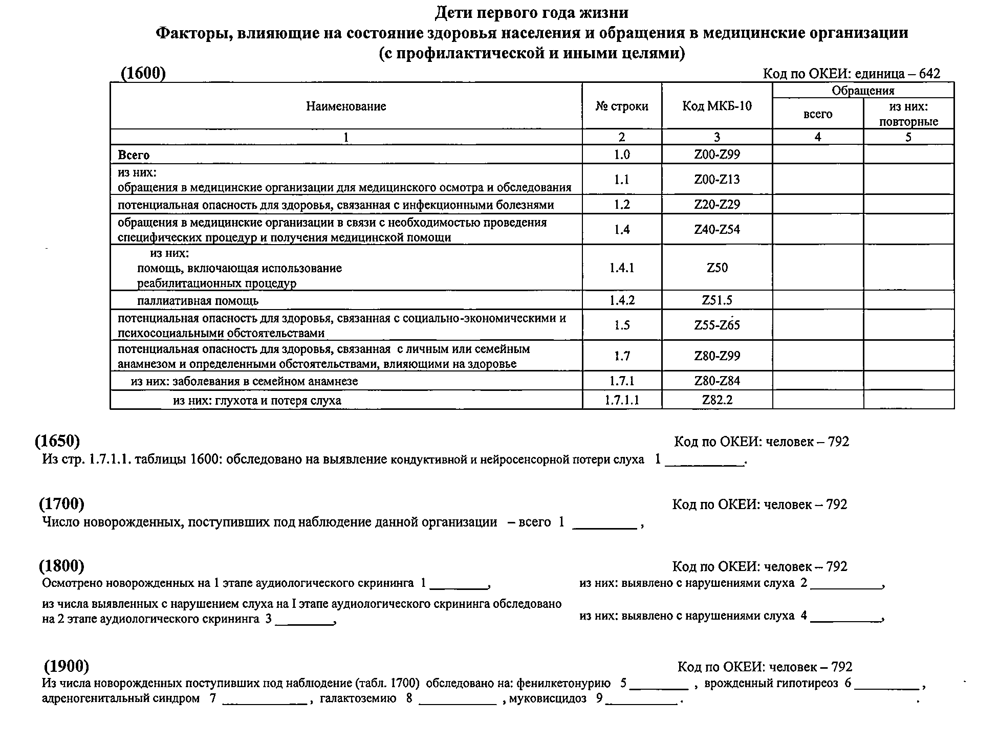 Дети первого года жизни
Факторы, влияющие на состояние здоровья населения и обращения в медицинские организации
(с профилактической и иными целями)
(1600) Код по ОКЕИ: единица – 642
Наименование № строки Код МКБ-10 Обращения
всего из них: повторные
1 2 3 4 5
Всего 1.0 Z00-Z99
из них:
обращения в медицинские организации для медицинского осмотра и обследования 1.1 Z00-Z13
потенциальная опасность для здоровья, связанная с инфекционными болезнями 1.2 Z20-Z29
обращения в медицинские организации в связи с необходимостью проведения
специфических процедур и получения медицинской помощи 1.4 Z40-Z54
из них:
помощь, включающая использование 1.4.1 Z50
реабилитационных процедур
паллиативная помощь 1.4.2 Z51.5
потенциальная опасность для здоровья, связанная с социально-экономическими и
психосоциальными обстоятельствами 1.5 Z55-Z65
потенциальная опасность для здоровья, связанная с личным или семейным
анамнезом и определенными обстоятельствами, влияющими на здоровье 1.7 Z80-Z99
из них: заболевания в семейном анамнезе 1.7.1 Z80-Z84
из них: глухота и потеря слуха 1.7.1.1 Z82.2
(1650) Код по ОКЕИ: человек – 792
Из стр. 1.7.1.1. таблицы 1600: обследовано на выявление кондуктивной и нейросенсорной потери слуха 1 ___________.
(1700) Код по ОКЕИ: человек – 792
Число новорожденных, поступивших под наблюдение данной организации – всего 1 _________ ,
(1800) Код по ОКЕИ: человек – 792
Осмотрено новорожденных на 1 этапе аудиологического скрининга 1 ________, из них: выявлено с нарушениями слуха 2 __________,
из числа выявленных с нарушением слуха на I этапе аудиологического скрининга обследовано
на 2 этапе аудиологического скрининга 3 ________, из них: выявлено с нарушениями слуха 4 __________,
(1900) Код по ОКЕИ: человек – 792
Из числа новорожденных поступивших под наблюдение (табл. 1700) обследовано на: фенилкетонурию 5 ________ , врожденный гипотиреоз 6 _________ ,
адреногенитальный синдром 7 ____________ , галактоземию 8 ___________ , муковисцидоз 9 __________ .